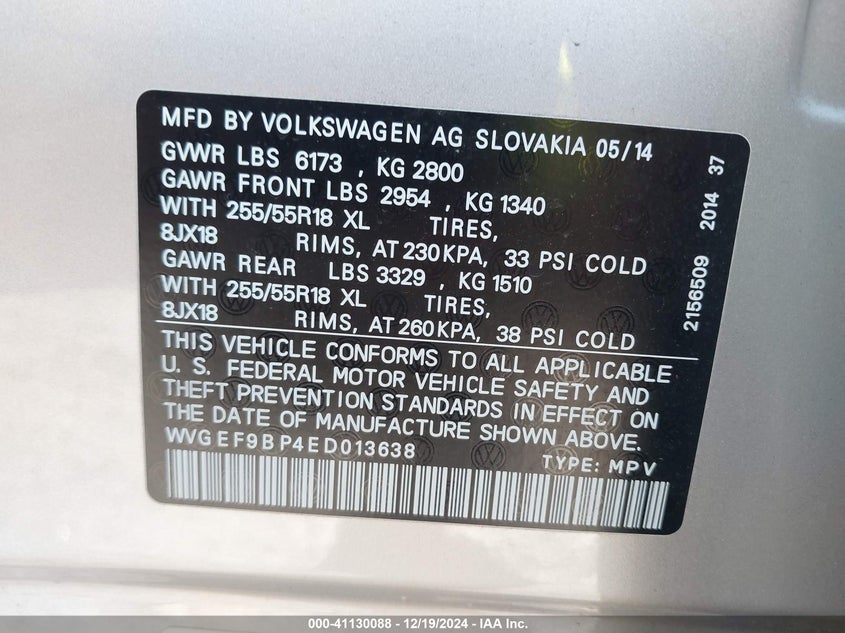 MFD BY VOLKSWAGEN AG SLOVAKIA 05/14
GVWR LBS 6173 , KG 2800
GAWR FRONT LBS 2954 , KG 1340
WITH 255/55R18 XL TIRES,
8JX18 RIMS, AT 230KPA, 33 PSI COLD
GAWR REAR LBS 3329 , KG 1510
WITH 255/55R18 XL TIRES,
8JX18 RIMS, AT 260KPA, 38 PSI COLD
THIS VEHICLE CONFORMS TO ALL APPLICABLE
U. S. FEDERAL MOTOR VEHICLE SAFETY AND
THEFT PREVENTION STANDARDS IN EFFECT ON
THE DATE OF MANUFACTURE SHOWN ABOVE.
WVGEF9BP4ED013638 TYPE: MPV
2156509 2014 37
000-41130088 - 12/19/2024 - IAA Inc.